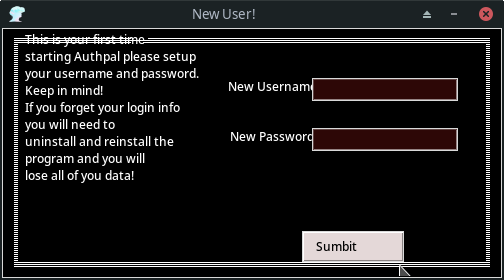 New User!
This is your first time
starting Authpal please setup
your username and password.
Keep in mind!
If you forget your login info
you will need to
uninstall and reinstall the
program and you will
lose all of you data!
New Username
New Password
Sumbit